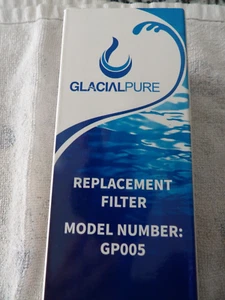 GLACIALPURE
REPLACEMENT
FILTER
MODEL NUMBER:
GP005